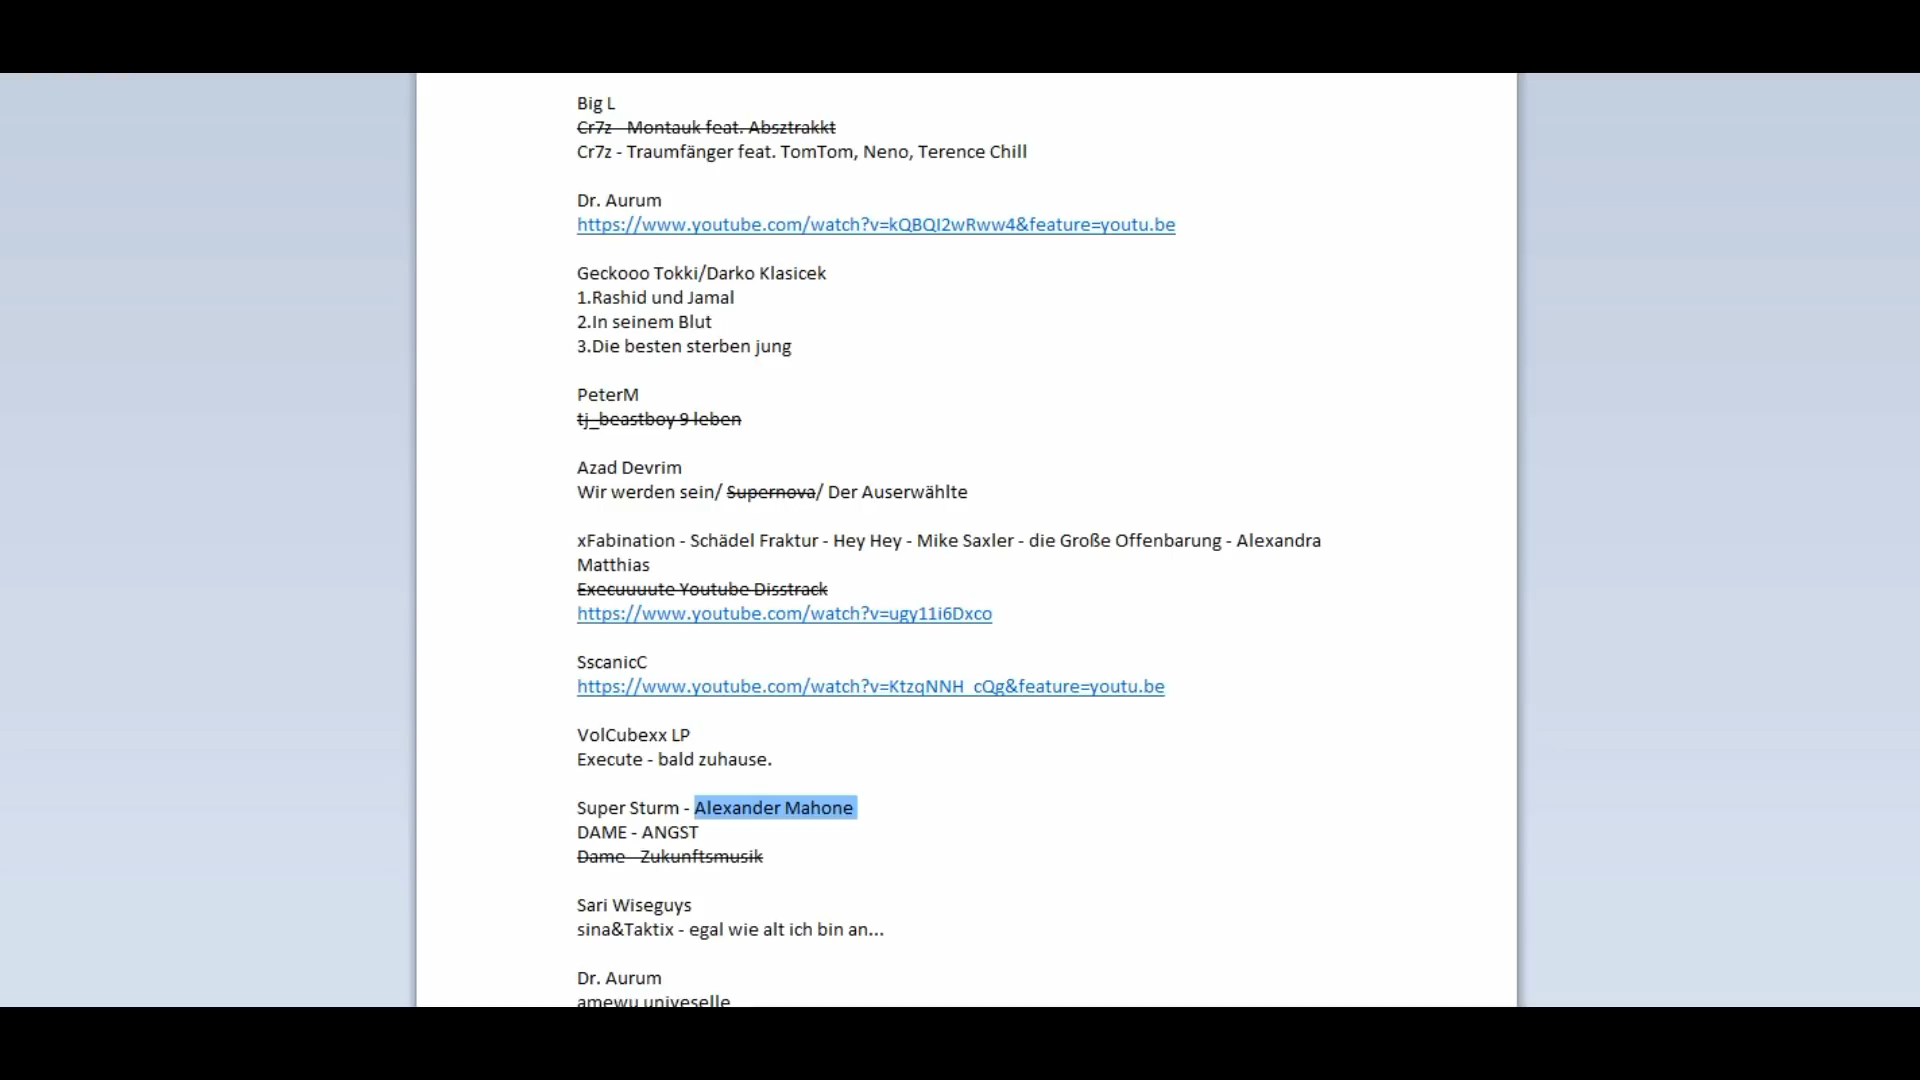 Big L
Cr7z - Montauk feat. Absztrakkt
Cr7z - Traumfänger feat. TomTom, Neno, Terence Chill
Dr. Aurum
https://www.youtube.com/watch?v=kQBQI2wRww4&feature=youtu.be
Geckooo Tokki/Darko Klasicek
1.Rashid und Jamal
2.In seinem Blut
3.Die besten sterben jung
PeterM
tj_beastboy 9 leben
Azad Devrim
Wir werden sein/ Supernova/ Der Auserwählte
xFabination - Schädel Fraktur - Hey Hey - Mike Saxler - die Große Offenbarung - Alexandra
Matthias
Execuuuute Youtube Disstrack
https://www.youtube.com/watch?v=ugy11i6Dxco
SscanicC
https://www.youtube.com/watch?v=KtzqNNH_cQg&feature=youtu.be
VolCubexx LP
Execute - bald zuhause.
Super Sturm - Alexander Mahone
DAME - ANGST
Dame - Zukunftsmusik
Sari Wiseguys
sina&Taktix - egal wie alt ich bin an...
Dr. Aurum
amewu univeselle